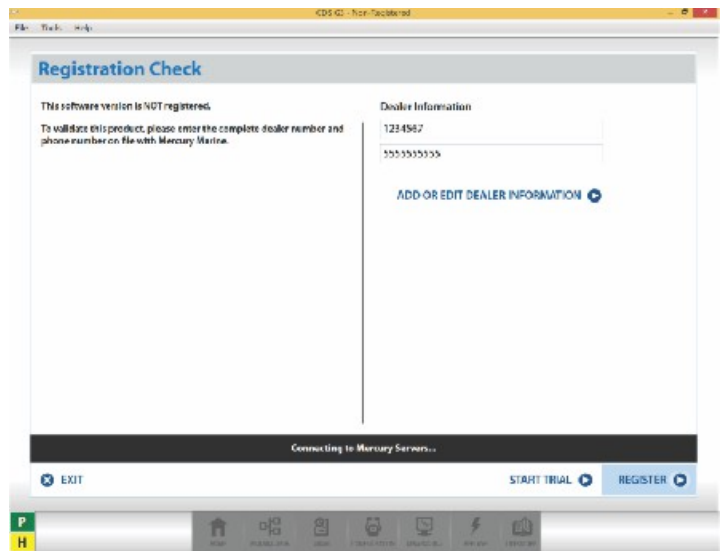 CDS G3 - Non-Registered
File Tools Help
Registration Check
This software version is NOT registered.
To validate this product, please enter the complete dealer number and
phone number on file with Mercury Marine.
Dealer Information
1234567
5555555555
ADD OR EDIT DEALER INFORMATION
Connecting to Mercury Servers...
EXIT
START TRIAL
REGISTER
P
H
HOME